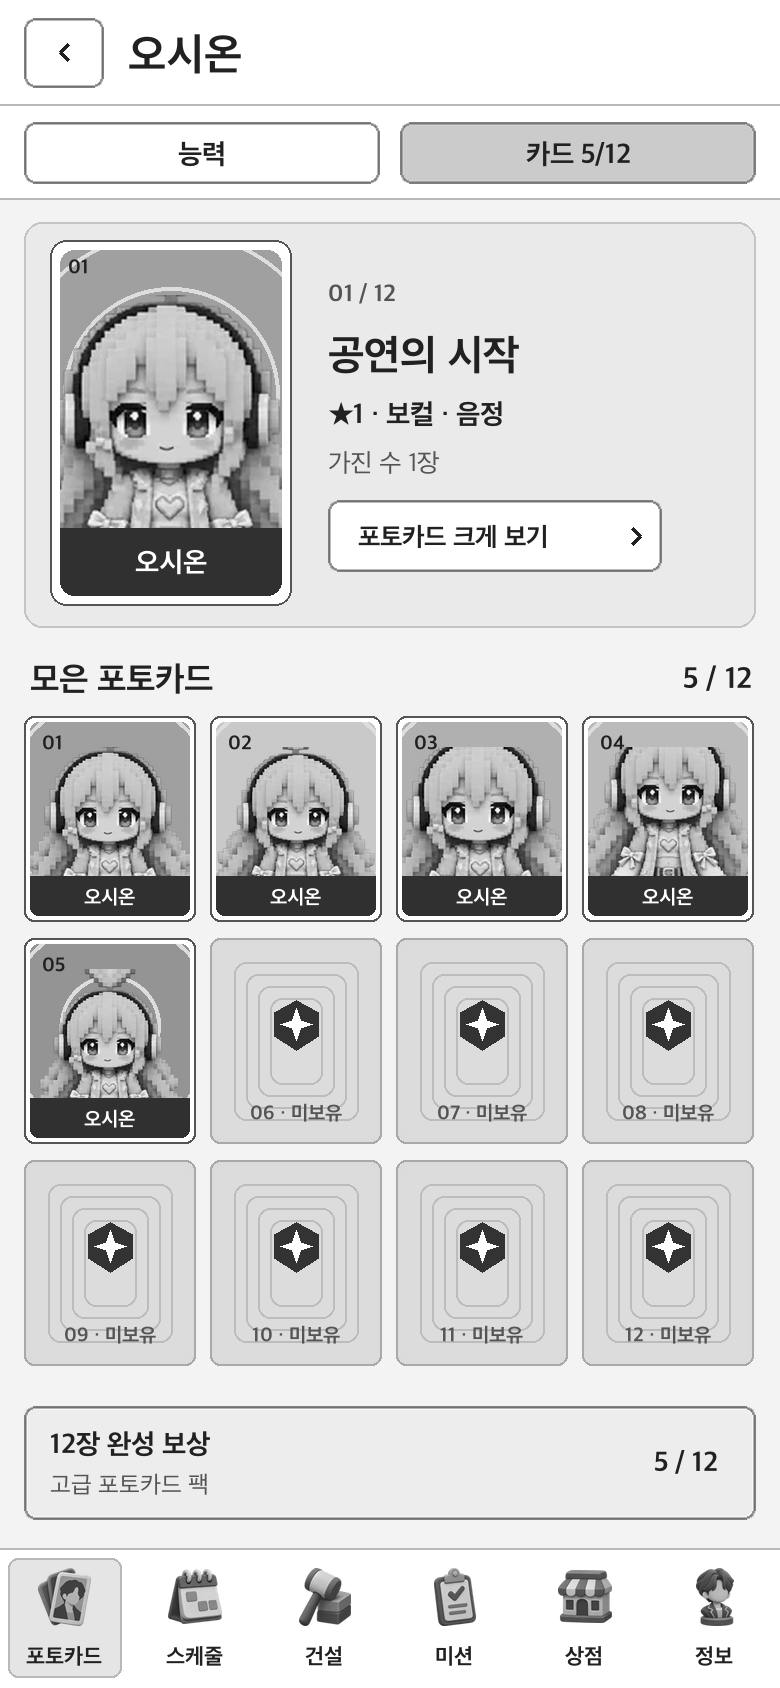 오시온
능력
카드 5/12
01
오시온
01 / 12
공연의 시작
★1 · 보컬 · 음정
가진 수 1장
포토카드 크게 보기
모은 포토카드
5 / 12
01
오시온
02
오시온
03
오시온
04
오시온
05
오시온
06 · 미보유
07 · 미보유
08 · 미보유
09 · 미보유
10 · 미보유
11 · 미보유
12 · 미보유
12장 완성 보상
고급 포토카드 팩
5 / 12
포토카드
스케줄
건설
미션
상점
정보